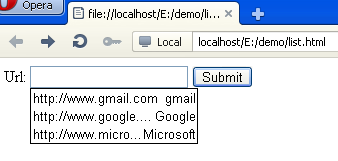 Opera
file://localhost/E:/demo/li...
Local
localhost/E:/demo/list.html
Url:
Submit
http://www.gmail.com gmail
http://www.google.... Google
http://www.micro... Microsoft